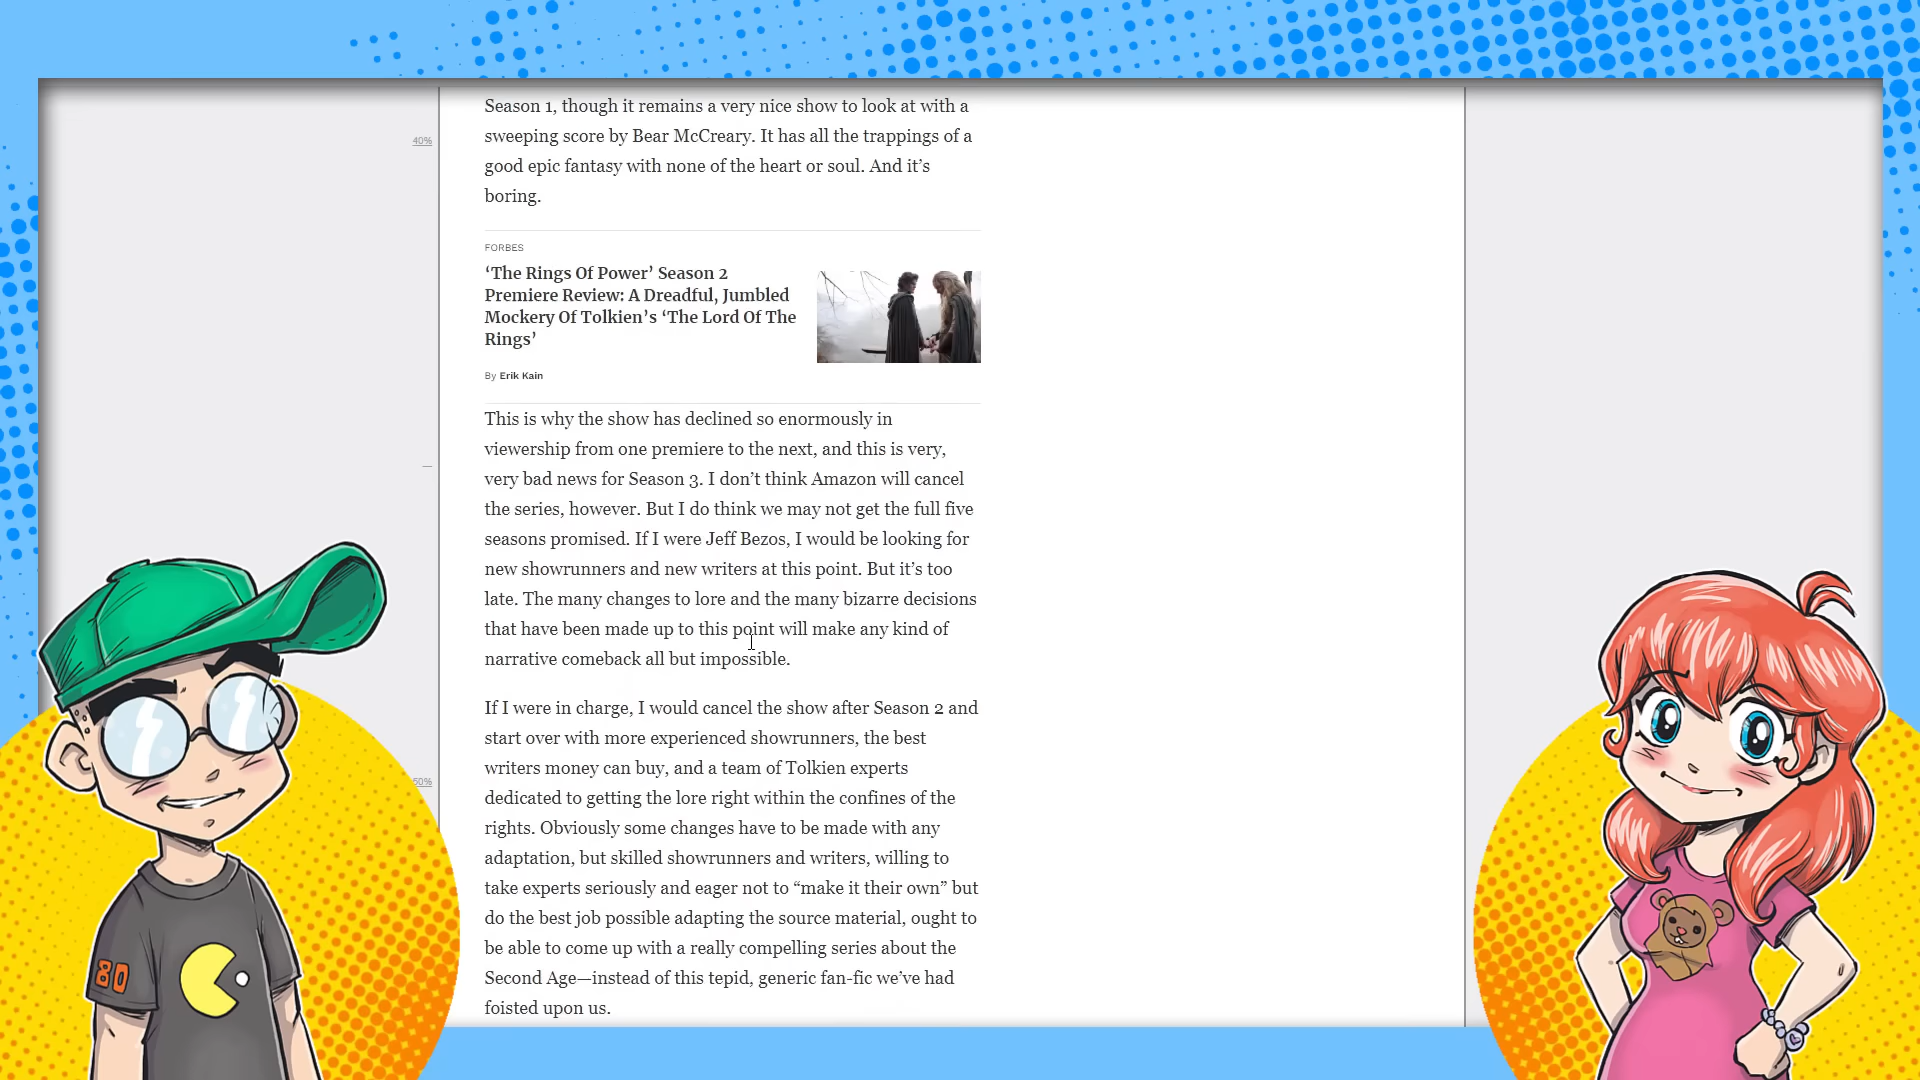 Season 1, though it remains a very nice show to look at with a
sweeping score by Bear McCreary. It has all the trappings of a
good epic fantasy with none of the heart or soul. And it’s
boring.
40%
FORBES
‘The Rings Of Power’ Season 2
Premiere Review: A Dreadful, Jumbled
Mockery Of Tolkien’s ‘The Lord Of The
Rings’
By Erik Kain
This is why the show has declined so enormously in
viewership from one premiere to the next, and this is very,
very bad news for Season 3. I don’t think Amazon will cancel
the series, however. But I do think we may not get the full five
seasons promised. If I were Jeff Bezos, I would be looking for
new showrunners and new writers at this point. But it’s too
late. The many changes to lore and the many bizarre decisions
that have been made up to this point will make any kind of
narrative comeback all but impossible.
If I were in charge, I would cancel the show after Season 2 and
start over with more experienced showrunners, the best
writers money can buy, and a team of Tolkien experts
50%
dedicated to getting the lore right within the confines of the
rights. Obviously some changes have to be made with any
adaptation, but skilled showrunners and writers, willing to
take experts seriously and eager not to “make it their own” but
do the best job possible adapting the source material, ought to
be able to come up with a really compelling series about the
Second Age—instead of this tepid, generic fan-fic we’ve had
foisted upon us.
80